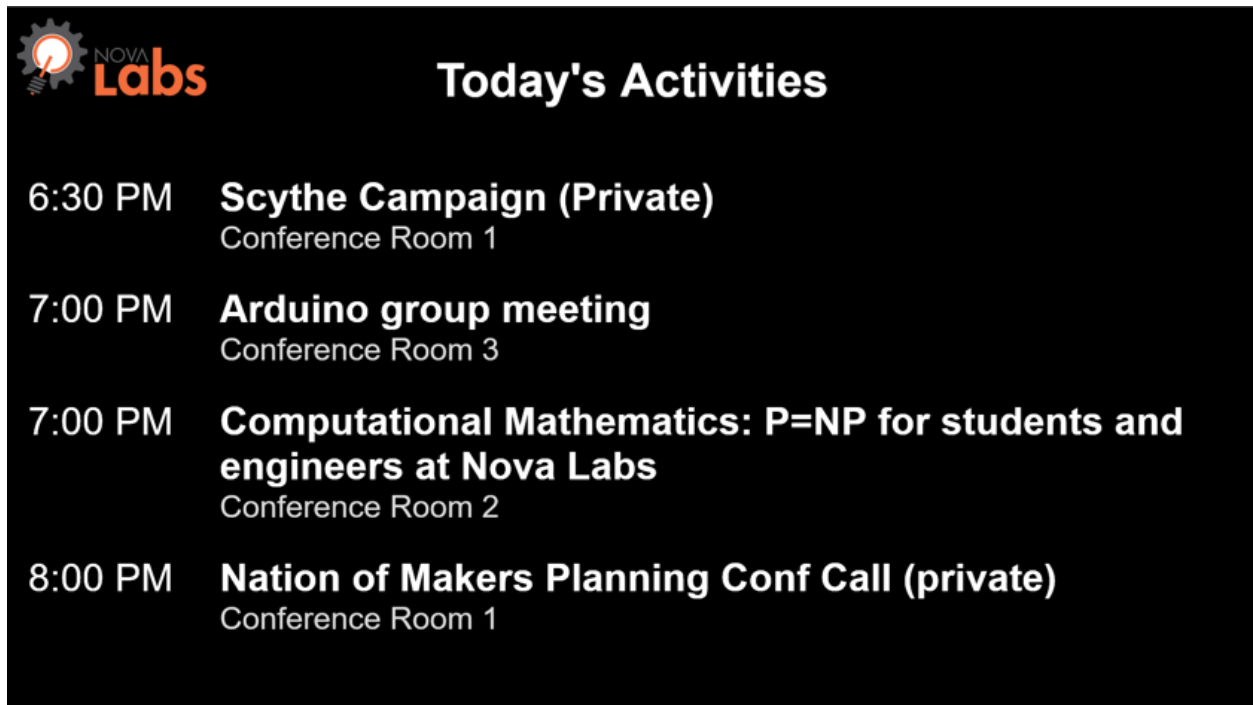 NOVA
Labs
Today's Activities
6:30 PM Scythe Campaign (Private)
Conference Room 1
7:00 PM Arduino group meeting
Conference Room 3
7:00 PM Computational Mathematics: P=NP for students and
engineers at Nova Labs
Conference Room 2
8:00 PM Nation of Makers Planning Conf Call (private)
Conference Room 1